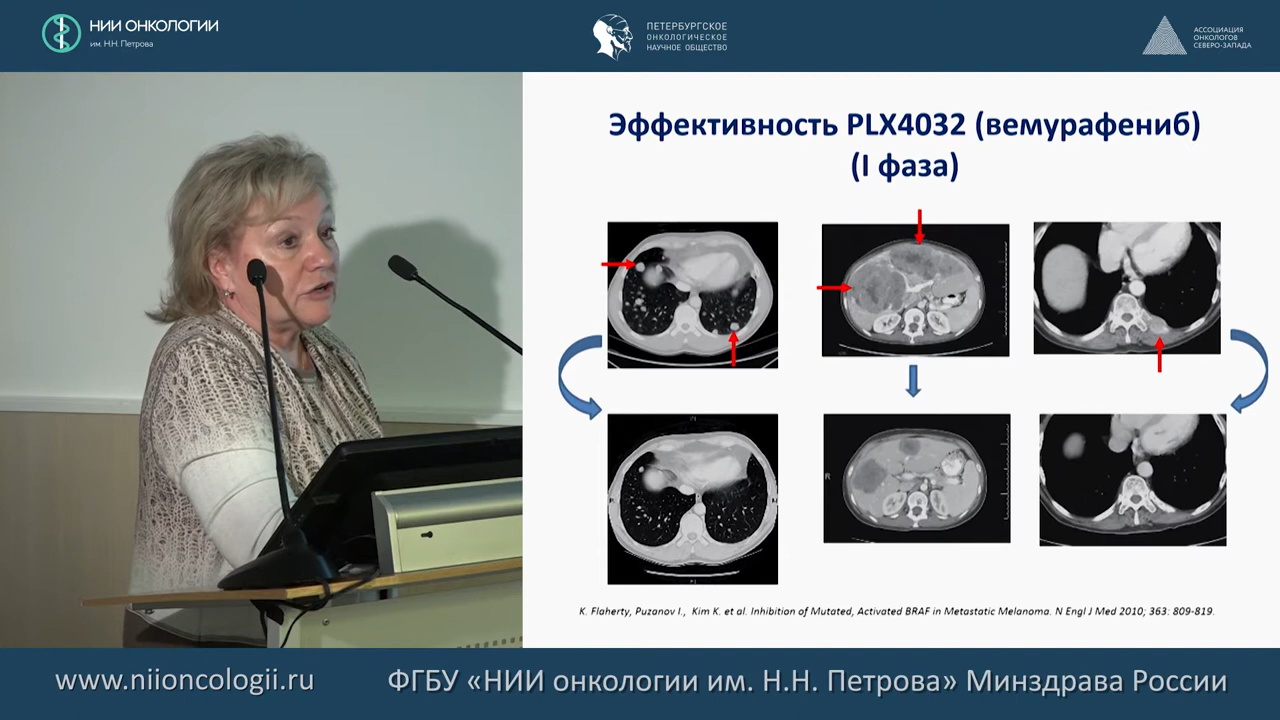 НИИ ОНКОЛОГИИ
им. Н.Н. Петрова
ПЕТЕРБУРГСКОЕ
ОНКОЛОГИЧЕСКОЕ
НАУЧНОЕ ОБЩЕСТВО
АССОЦИАЦИЯ
ОНКОЛОГОВ
СЕВЕРО-ЗАПАДА
Эффективность PLX4032 (вемурафениб)
(I фаза)
R
K. Flaherty, Puzanov I., Kim K. et al. Inhibition of Mutated, Activated BRAF in Metastatic Melanoma. N Engl J Med 2010; 363: 809-819.
www.niioncologii.ru
ФГБУ «НИИ онкологии им. Н.Н. Петрова» Минздрава России